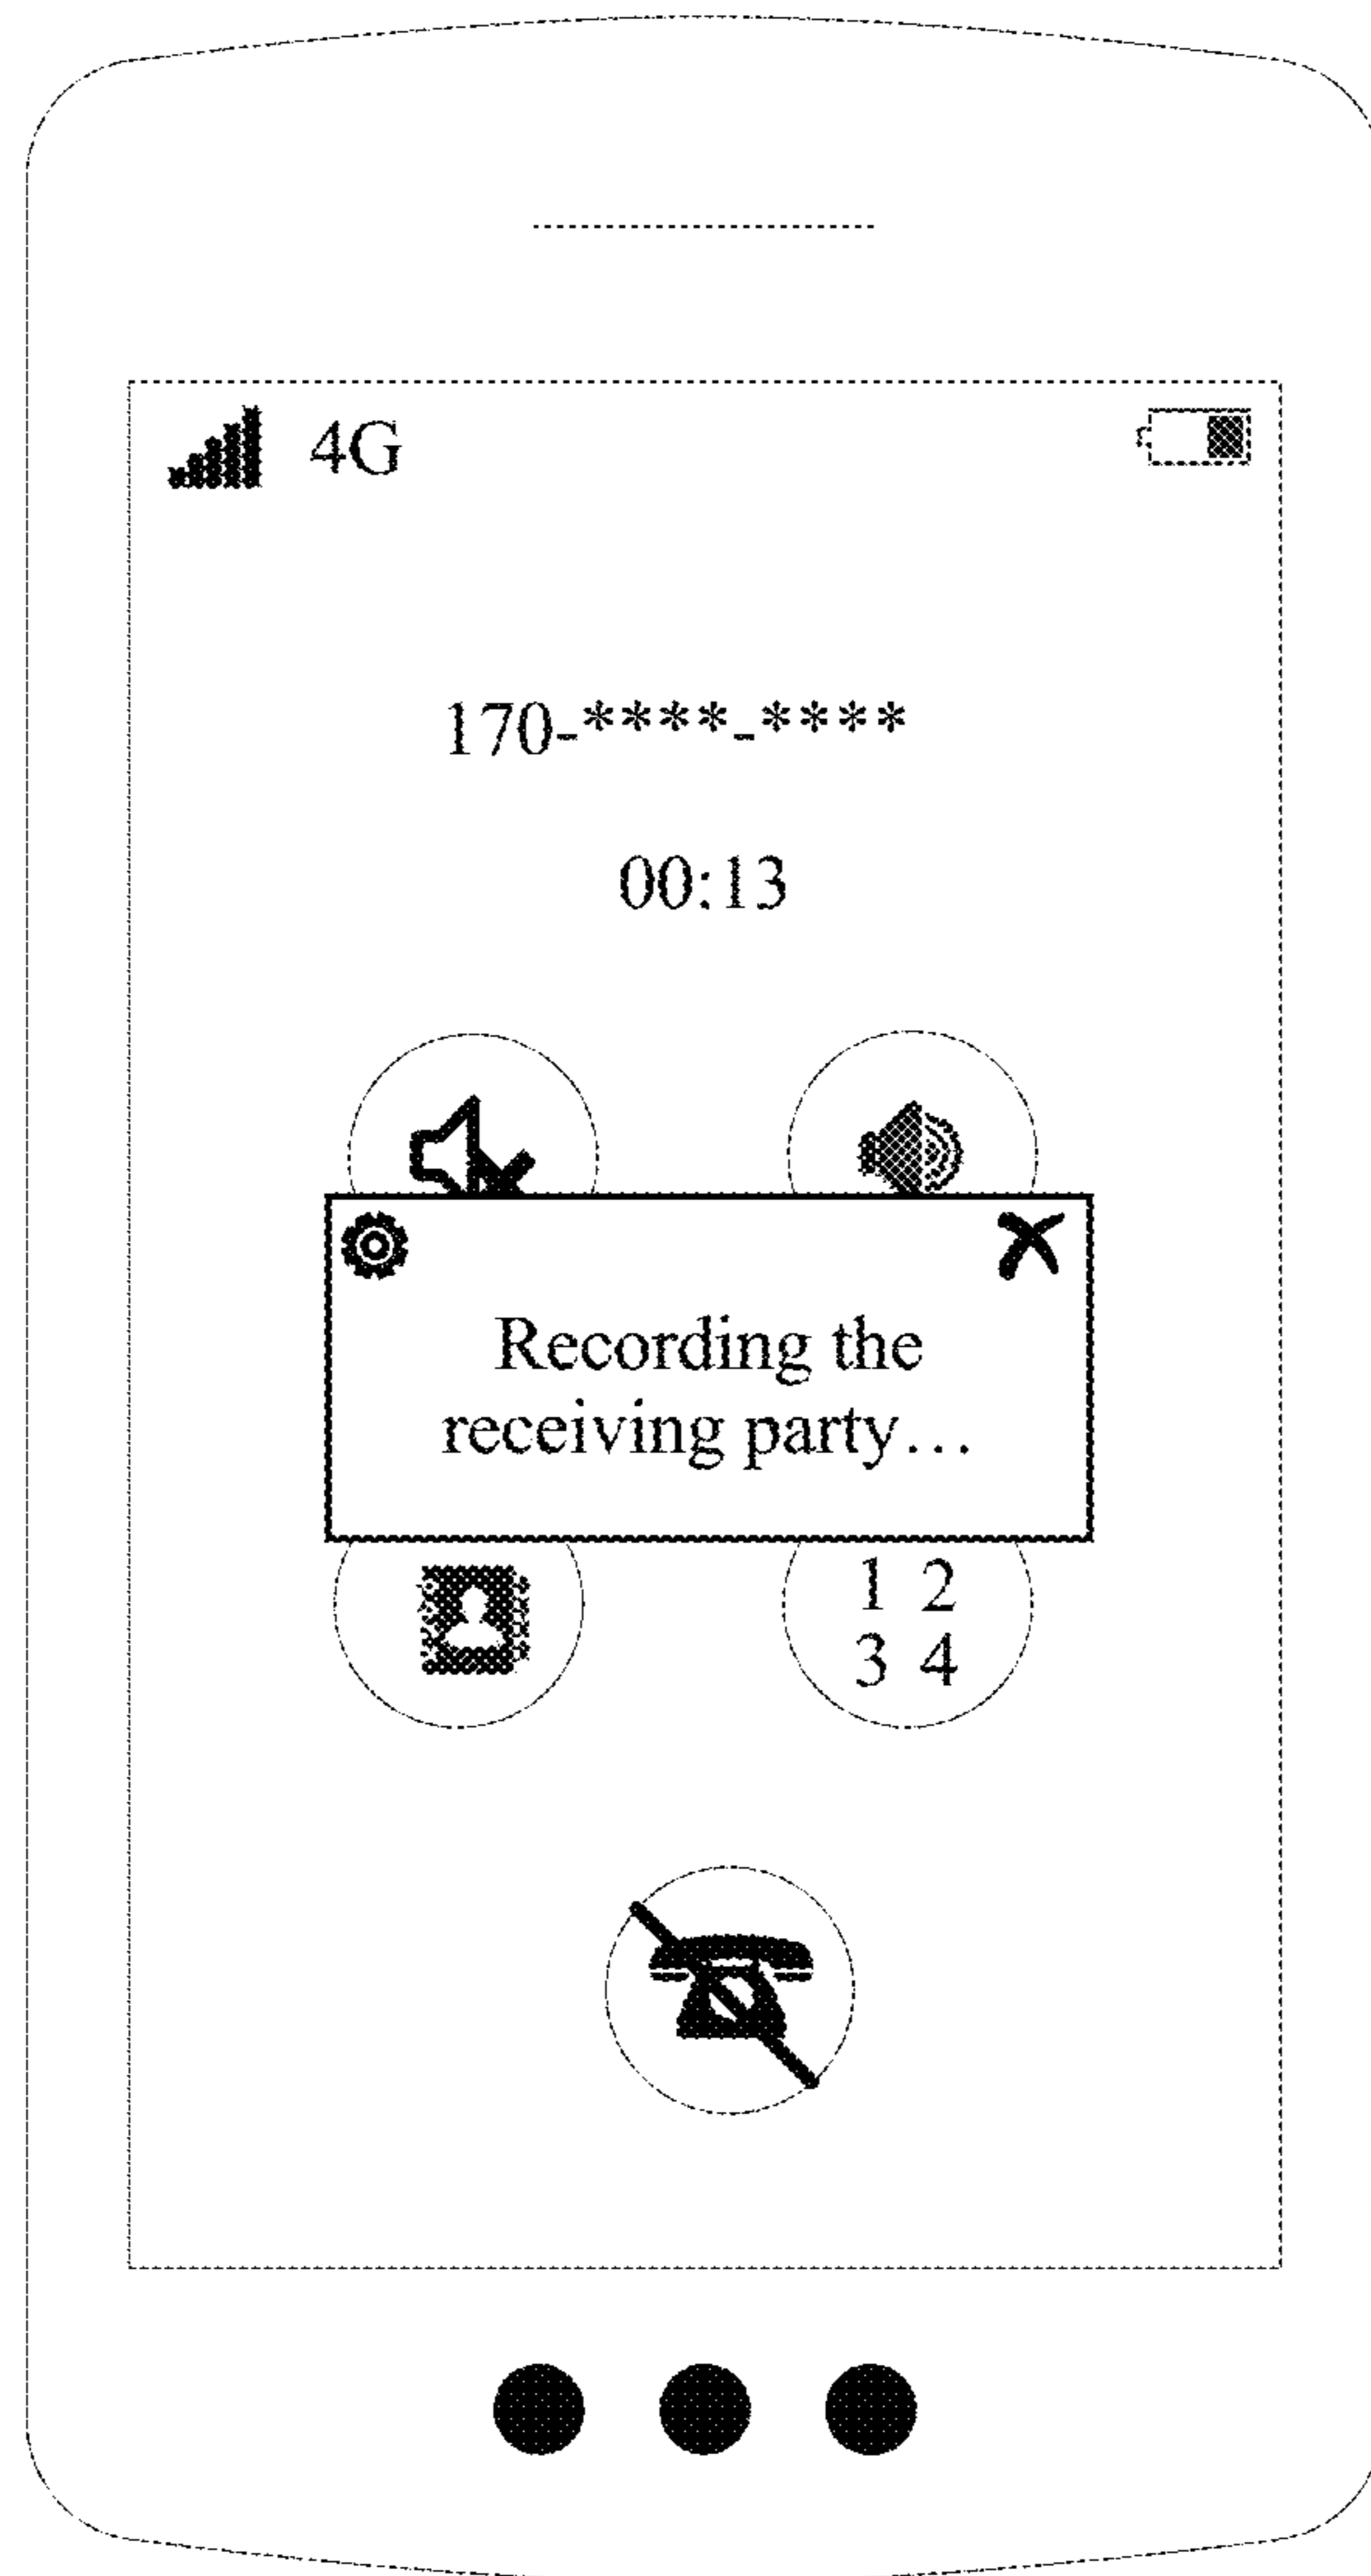 4G
170-****-****
00:13
Recording the
receiving party…
1 2
3 4